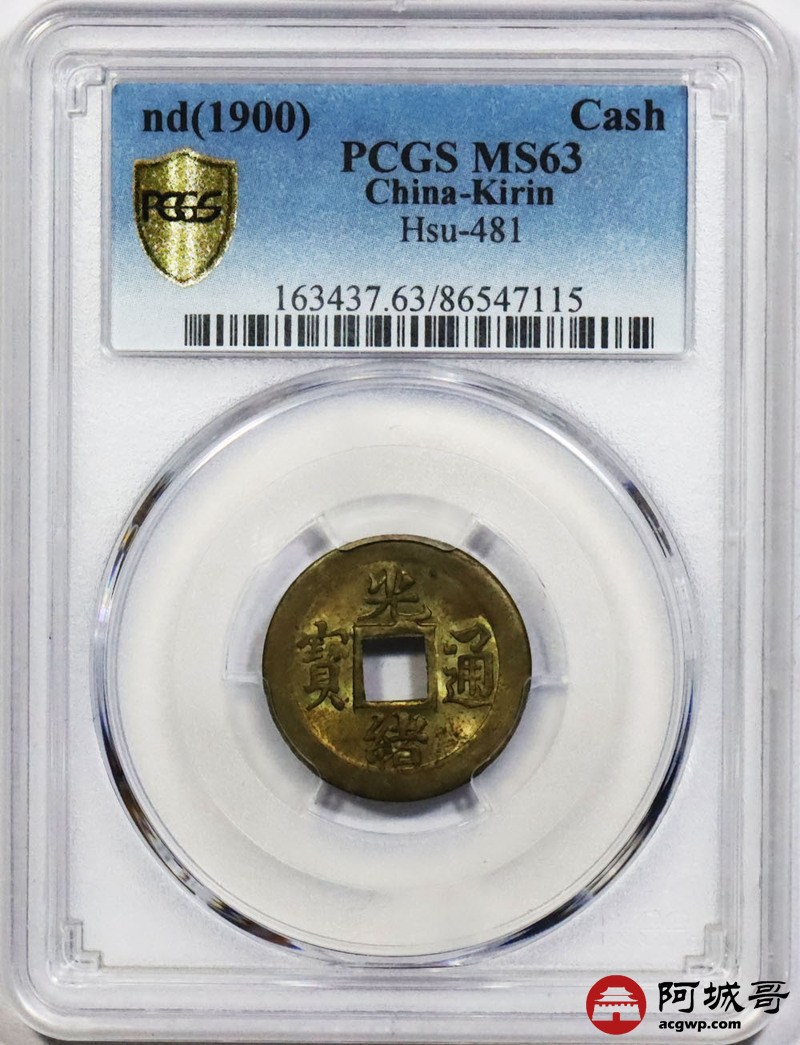 nd(1900) Cash
PCGS MS63
China-Kirin
PCGS
Hsu-481
163437.63/86547115
光
寶 通
緒
阿城哥
acgwp.com